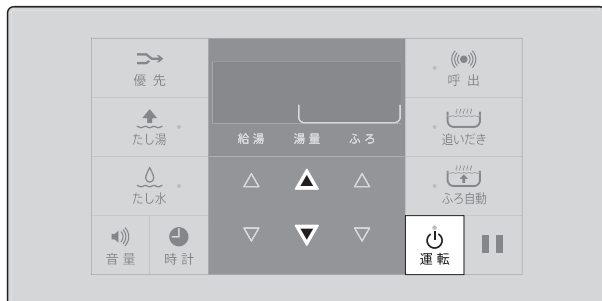 優先
呼出
たし湯
給湯 湯量 ふろ
追いだき
たし水
ふろ自動
音量 時計
運転